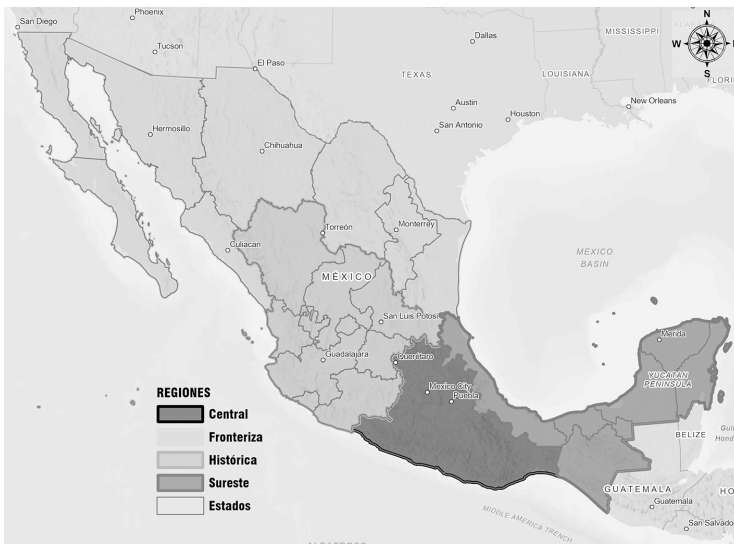 San Diego
Phoenix
Tucson
El Paso
Dallas
MISSISSIPPI
N
W
S
TEXAS
LOUISIANA
Austin
San Antonio
Houston
New Orleans
Hermosillo
Chihuahua
Torreón
Monterrey
Culiacan
MÉXICO
MEXICO
BASIN
San Luis Potosí
Guadalajara
Querétaro
Mexico City
Puebla
Merida
YUCATAN
PENINSULA
BELIZE
GUATEMALA
Guatemala
San Salvador
MIDDLE AMERICA TRENCH
REGIONES
Central
Fronteriza
Histórica
Sureste
Estados